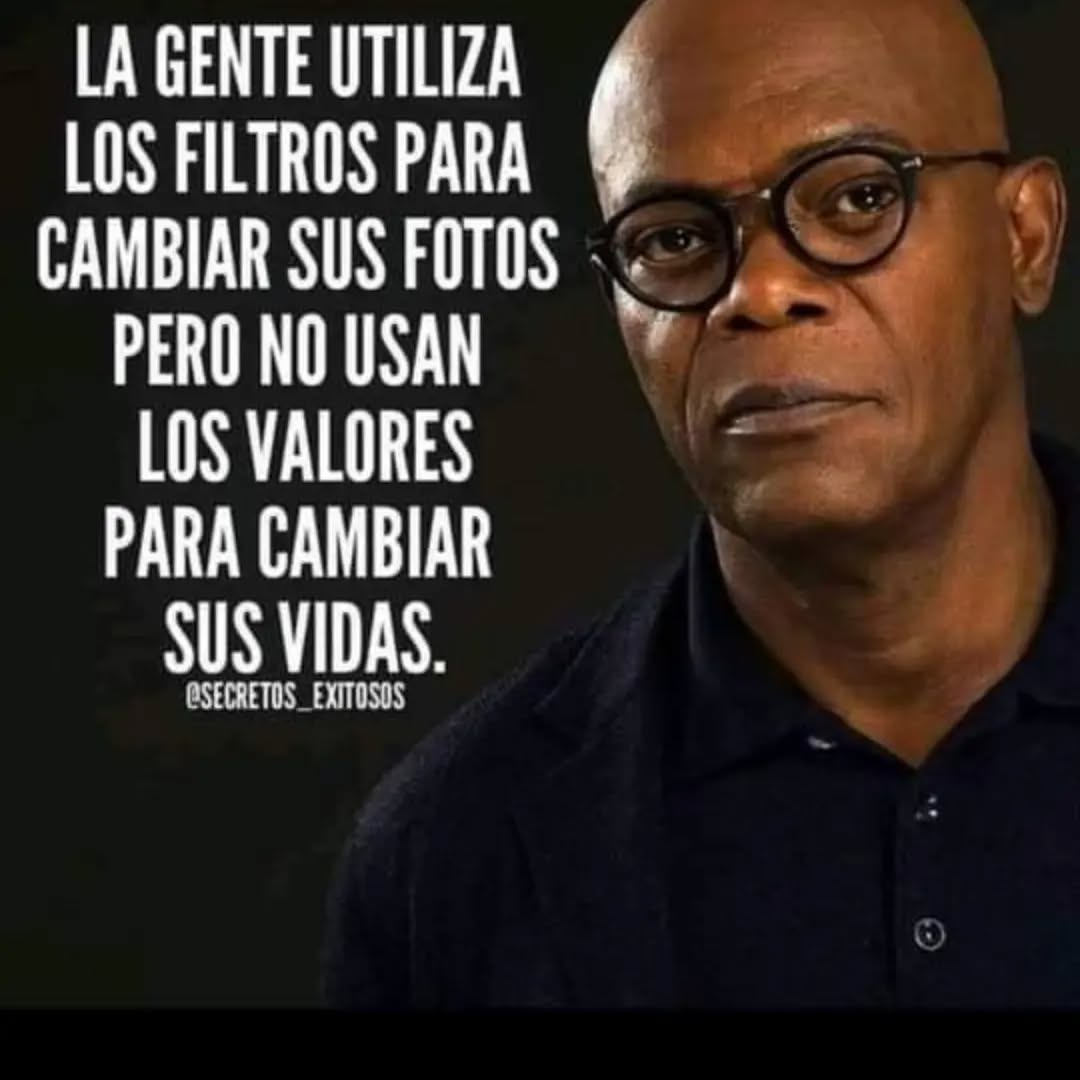 LA GENTE UTILIZA
LOS FILTROS PARA
CAMBIAR SUS FOTOS
PERO NO USAN
LOS VALORES
PARA CAMBIAR
SUS VIDAS.
@SECRETOS_EXITOSOS